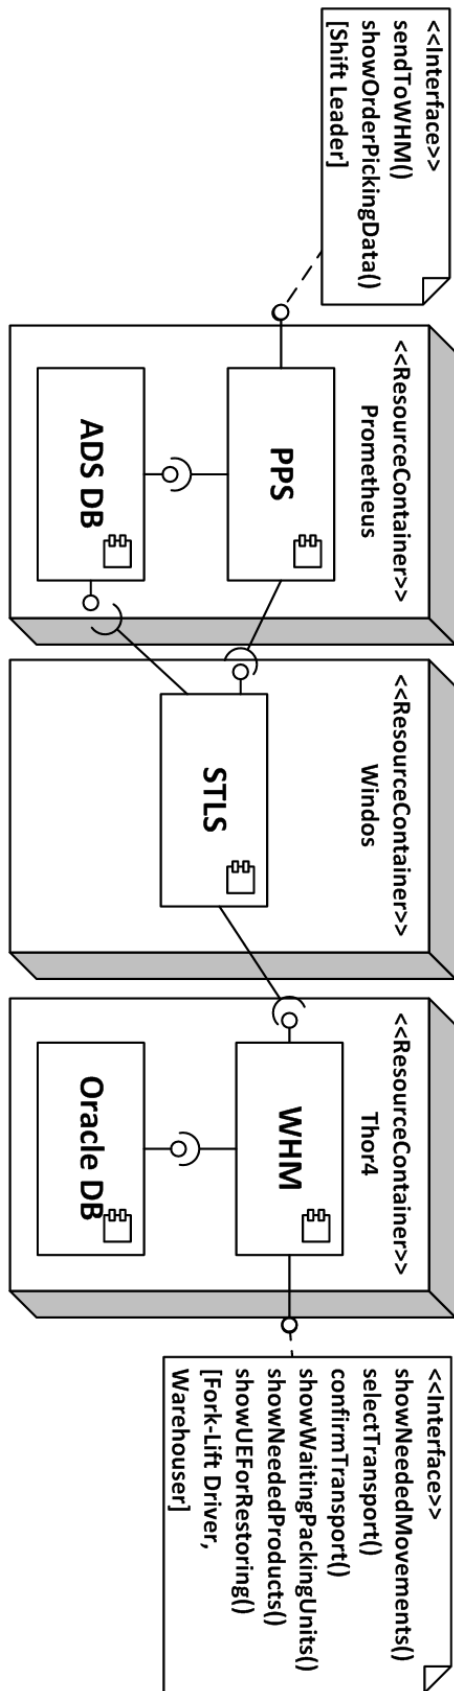 <<Interface>>
sendToWHM()
showOrderPickingData()
[Shift Leader]
<<ResourceContainer>>
Prometheus
PPS
ADS DB
<<ResourceContainer>>
Windos
STLS
<<ResourceContainer>>
Thor4
WHM
Oracle DB
<<Interface>>
showNeededMovements()
selectTransport()
confirmTransport()
showWaitingPackingUnits()
showNeededProducts()
showUEForRestoring()
[Fork-Lift Driver,
Warehouser]